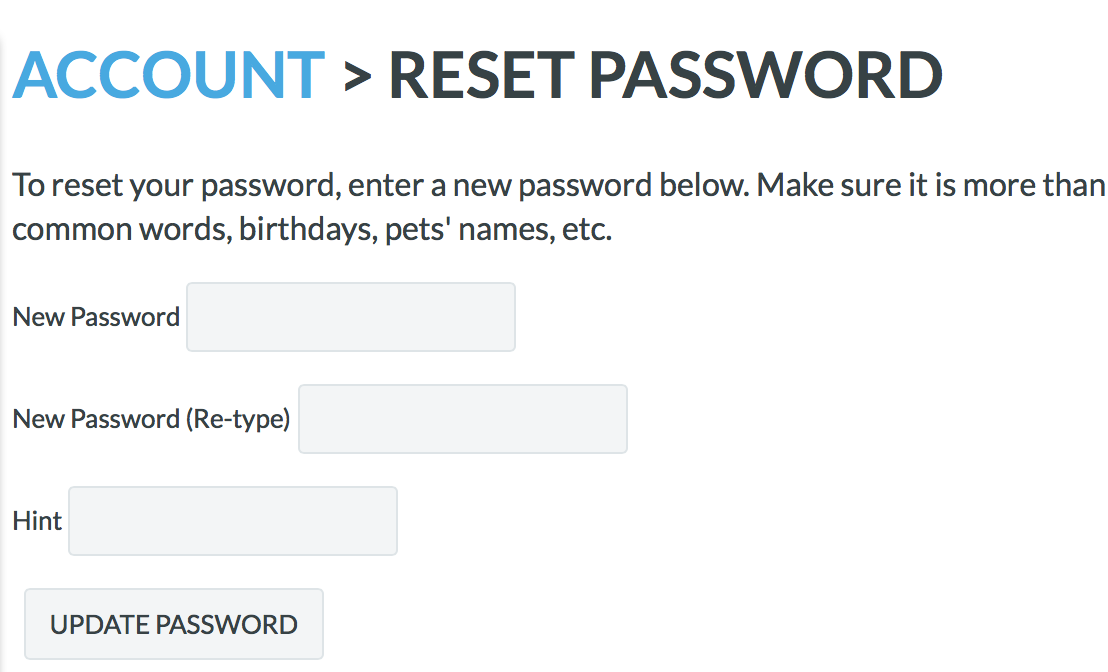 ACCOUNT > RESET PASSWORD
To reset your password, enter a new password below. Make sure it is more than
common words, birthdays, pets' names, etc.
New Password
New Password (Re-type)
Hint
UPDATE PASSWORD